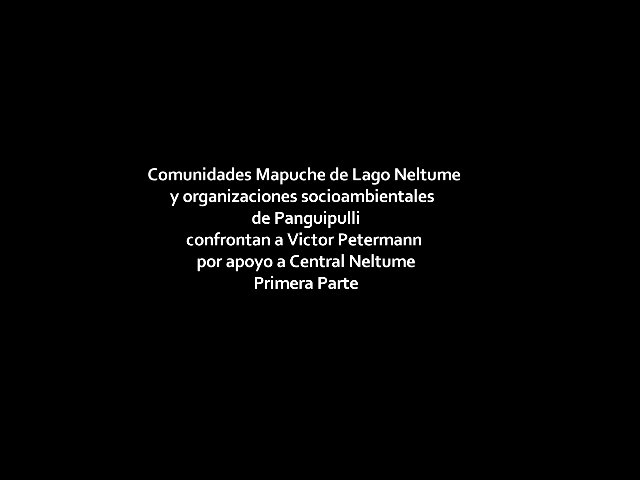 Comunidades Mapuche de Lago Neltume
y organizaciones socioambientales
de Panguipulli
confrontan a Victor Petermann
por apoyo a Central Neltume
Primera Parte